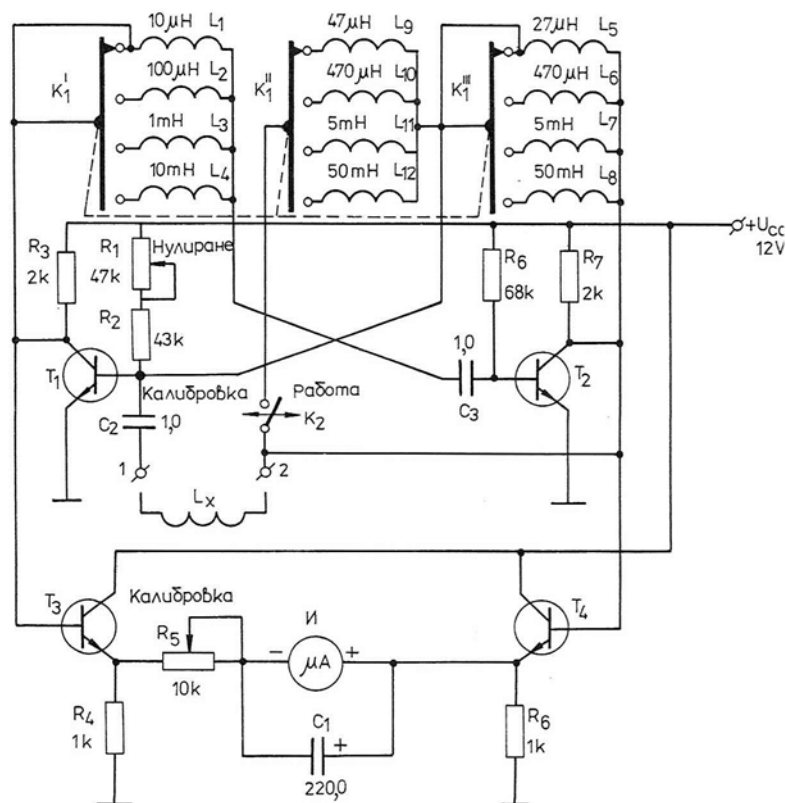 10μH L1
100μH L2
1mH L3
10mH L4
K1'
47μH L9
470μH L10
5mH L11
50mH L12
K1"
27μH L5
470μH L6
5mH L7
50mH L8
K1'''
+Ucc
12V
R3
2k
R1
47k
Нулиране
R2
43k
R6
68k
R7
2k
T1
Калибровка
Работа
C2
1,0
K2
1,0
C3
T2
1
2
Lx
T3
Калибровка
R5
10k
И
−
μA
+
T4
R4
1k
C1
+
220,0
R6
1k